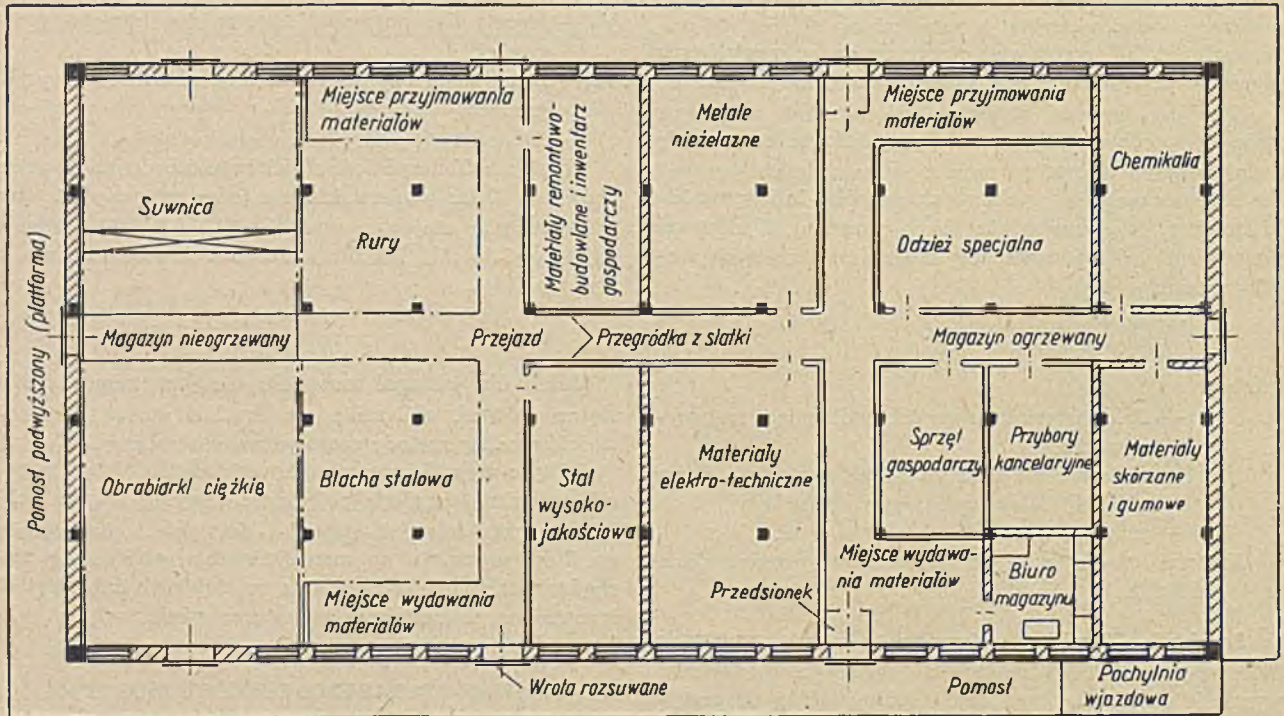 Pomost podwyższony (platforma)
Suwnica
Magazyn nieogrzewany
Obrabiarki ciężkie
Miejsce przyjmowania
materiałów
Rury
Blacha stalowa
Miejsce wydawania
materiałów
Przejazd
Przegródka z siatki
Materiały remontowo-
budowlane i inwentarz
gospodarczy
Stal
wysoko-
jakościowa
Wrota rozsuwane
Metale
nieżelazne
Materiały
elektro-techniczne
Przedsionek
Miejsce przyjmowania
materiałów
Odzież specjalna
Magazyn ogrzewany
Sprzęt
gospodarczy
Przybory
kancelaryjne
Miejsce wydawa-
nia materiałów
Biuro
magazynu
Chemikalia
Materiały
skórzane
i gumowe
Pomost
Pochylnia
wjazdowa